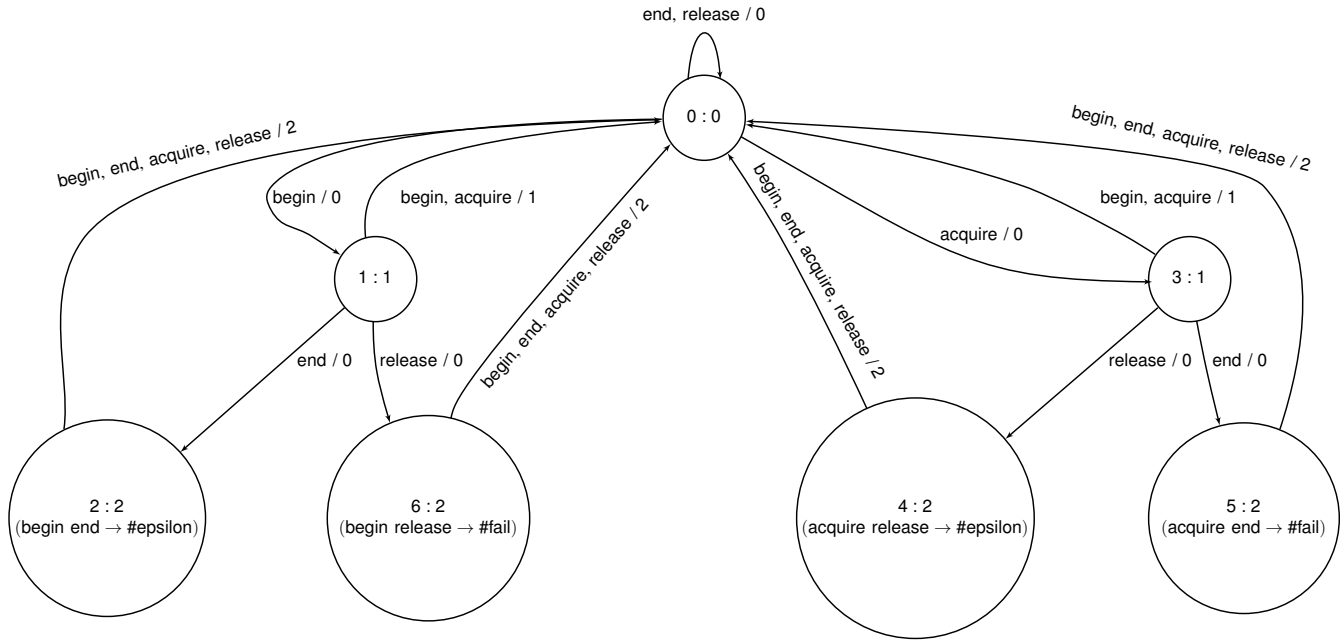 end, release / 0
0 : 0
begin, end, acquire, release / 2
begin / 0
begin, acquire / 1
begin, end, acquire, release / 2
begin, end, acquire, release / 2
acquire / 0
begin, acquire / 1
begin, end, acquire, release / 2
1 : 1
3 : 1
end / 0
release / 0
release / 0
end / 0
2 : 2
(begin end → #epsilon)
6 : 2
(begin release → #fail)
4 : 2
(acquire release → #epsilon)
5 : 2
(acquire end → #fail)